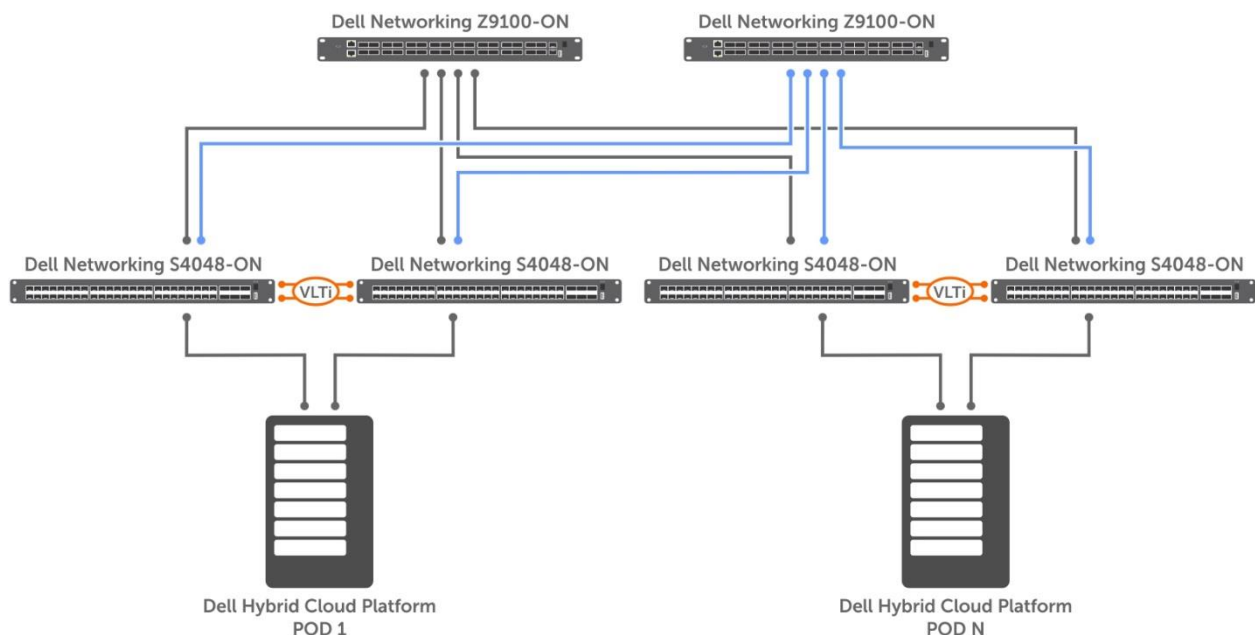 Dell Networking Z9100-ON
Dell Networking Z9100-ON
Dell Networking S4048-ON
Dell Networking S4048-ON
Dell Networking S4048-ON
Dell Networking S4048-ON
VLTi
VLTi
Dell Hybrid Cloud Platform
POD 1
Dell Hybrid Cloud Platform
POD N